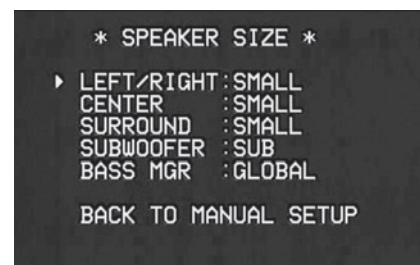 * SPEAKER SIZE *
LEFT/RIGHT:SMALL
CENTER :SMALL
SURROUND :SMALL
SUBWOOFER :SUB
BASS MGR :GLOBAL
BACK TO MANUAL SETUP